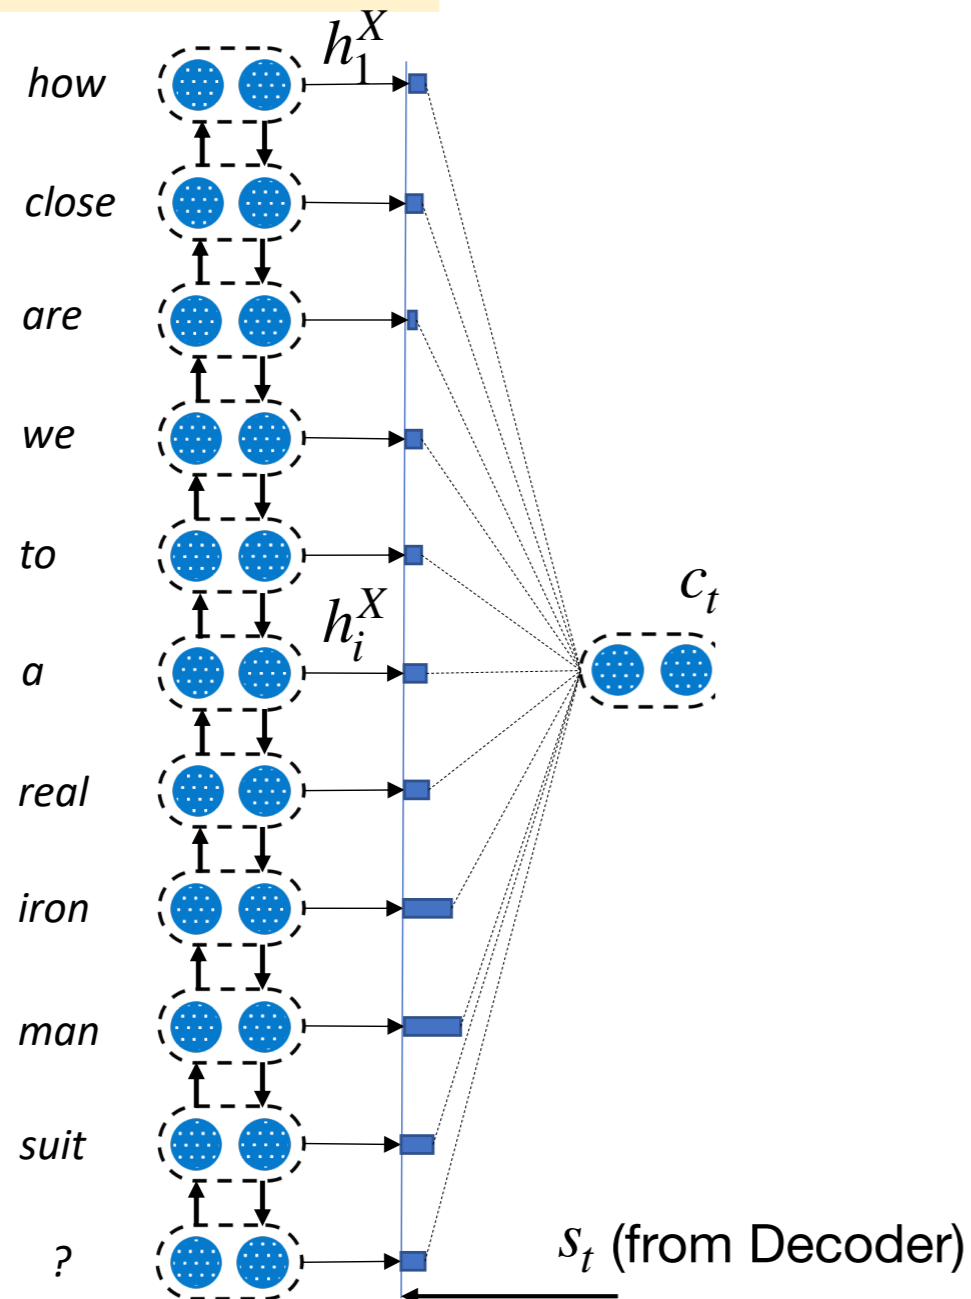 how
h_1^X
close
are
we
to
c_t
h_i^X
a
real
iron
man
suit
s_t (from Decoder)
?